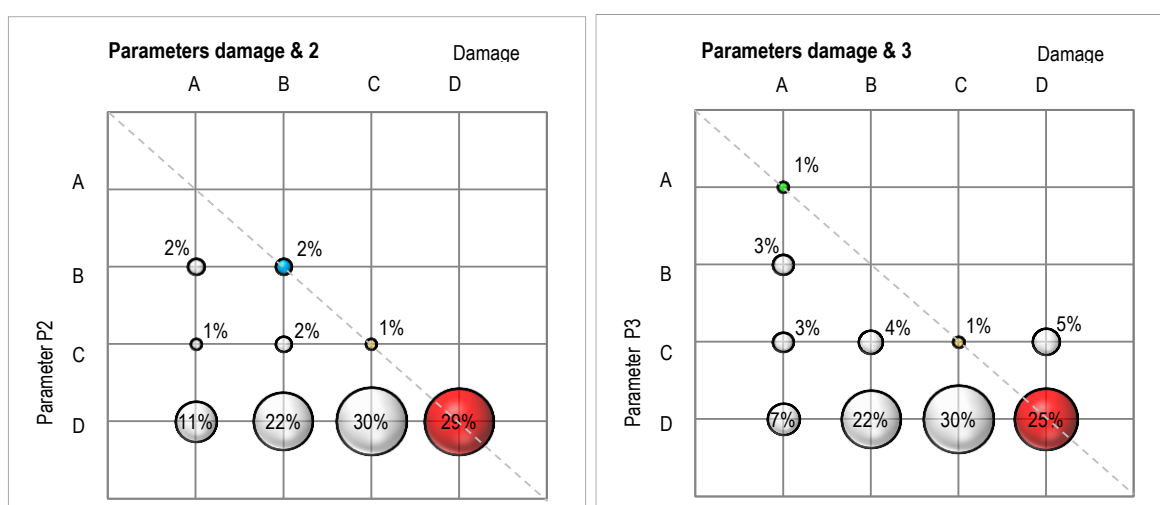 Parameters damage & 2 Damage
A B C D
A
2% 2%
B
1% 2% 1%
C
11% 22% 30% 29%
D
Parameter P2
Parameters damage & 3 Damage
A B C D
1%
A
3%
B
3% 4% 1% 5%
C
7% 22% 30% 25%
D
Parameter P3